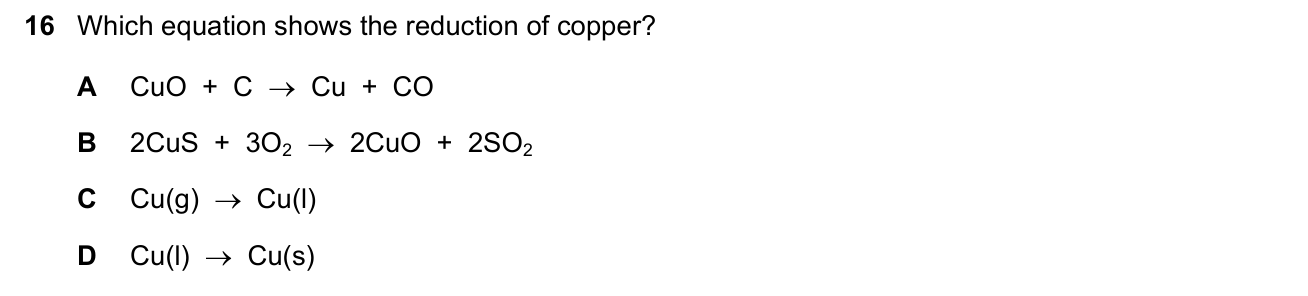 16 Which equation shows the reduction of copper?
A CuO + C → Cu + CO
B 2CuS + 3O₂ → 2CuO + 2SO₂
C Cu(g) → Cu(l)
D Cu(l) → Cu(s)